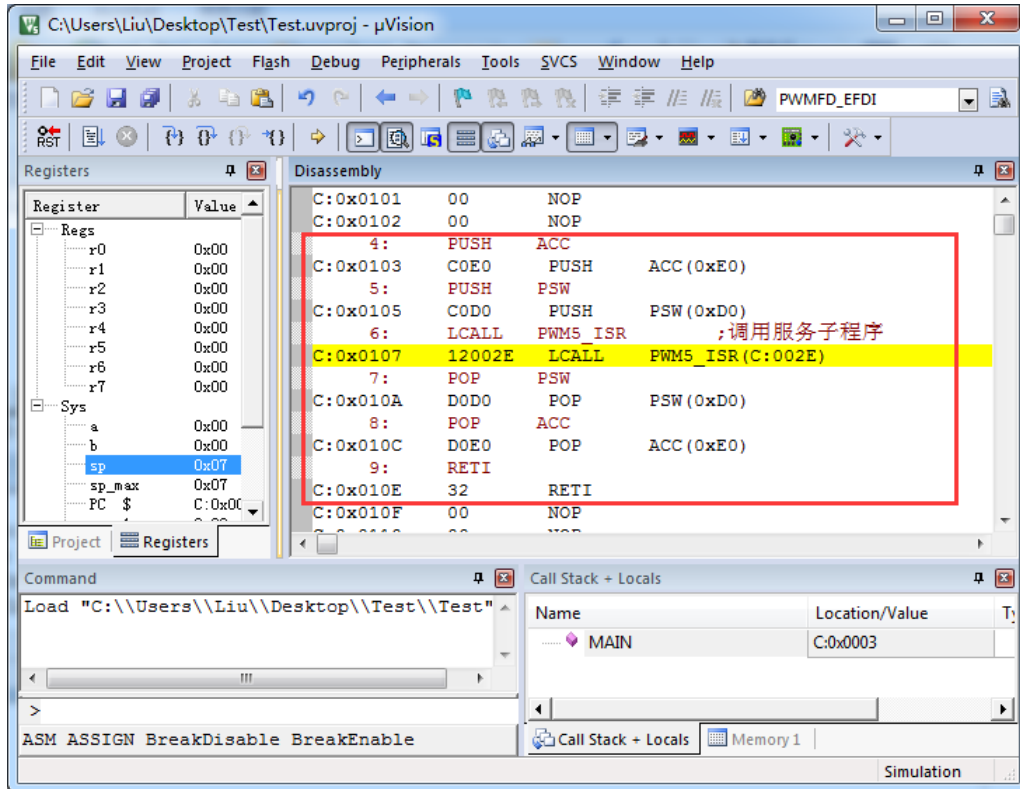 C:\Users\Liu\Desktop\Test\Test.uvproj - µVision
File Edit View Project Flash Debug Peripherals Tools SVCS Window Help
PWMFD_EFDI
RST
Registers
Register Value
Regs
r0 0x00
r1 0x00
r2 0x00
r3 0x00
r4 0x00
r5 0x00
r6 0x00
r7 0x00
Sys
a 0x00
b 0x00
sp 0x07
sp_max 0x07
PC $ C:0x00
Project Registers
Disassembly
C:0x0101 00 NOP
C:0x0102 00 NOP
4: PUSH ACC
C:0x0103 C0E0 PUSH ACC(0xE0)
5: PUSH PSW
C:0x0105 C0D0 PUSH PSW(0xD0)
6: LCALL PWM5_ISR ;调用服务子程序
C:0x0107 12002E LCALL PWM5_ISR(C:002E)
7: POP PSW
C:0x010A D0D0 POP PSW(0xD0)
8: POP ACC
C:0x010C D0E0 POP ACC(0xE0)
9: RETI
C:0x010E 32 RETI
C:0x010F 00 NOP
Command
Load "C:\\Users\\Liu\\Desktop\\Test\\Test"
>
ASM ASSIGN BreakDisable BreakEnable
Call Stack + Locals
Name Location/Value
MAIN C:0x0003
Call Stack + Locals Memory 1
Simulation